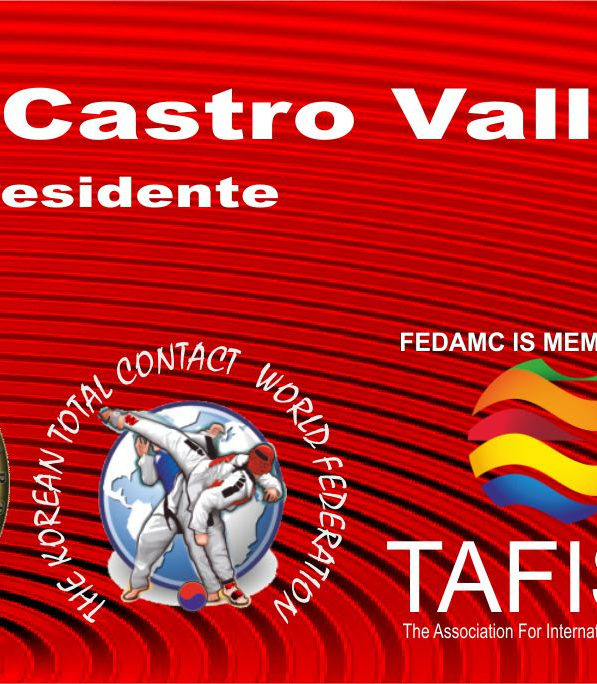 Castro Vall
esidente
FEDAMC IS MEM
THE KOREAN TOTAL CONTACT WORLD FEDERATION
TAFIS
The Association For Internat